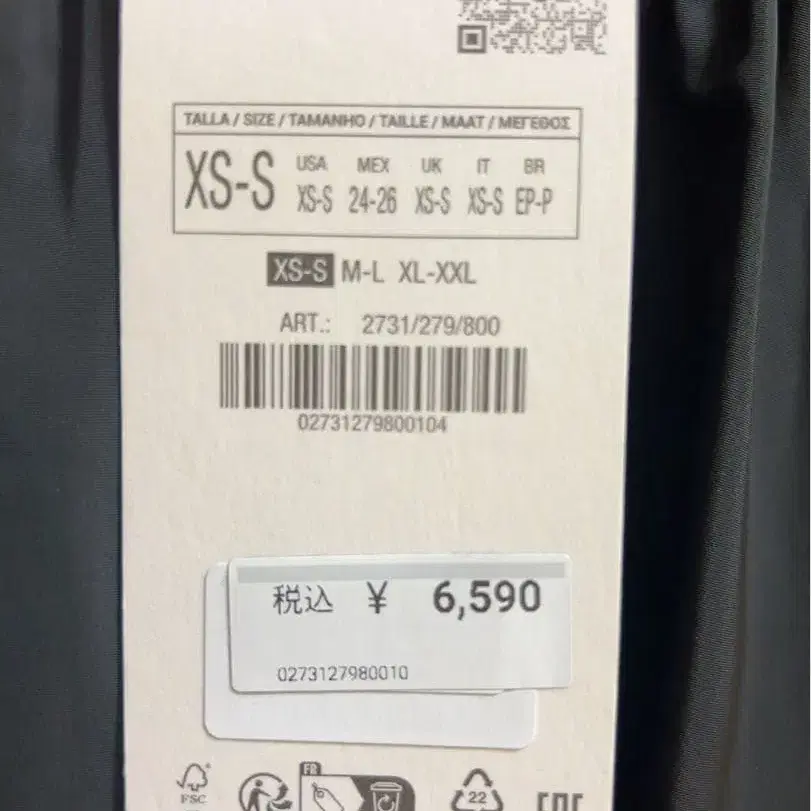 TALLA / SIZE / TAMANHO / TAILLE / MAAT / ΜΕΓΕΘΟΣ
XS-S
USA MEX UK IT BR
XS-S 24-26 XS-S XS-S EP-P
XS-S M-L XL-XXL
ART.: 2731/279/800
02731279800104
税込 ¥ 6,590
0273127980010
FSC
FR
22